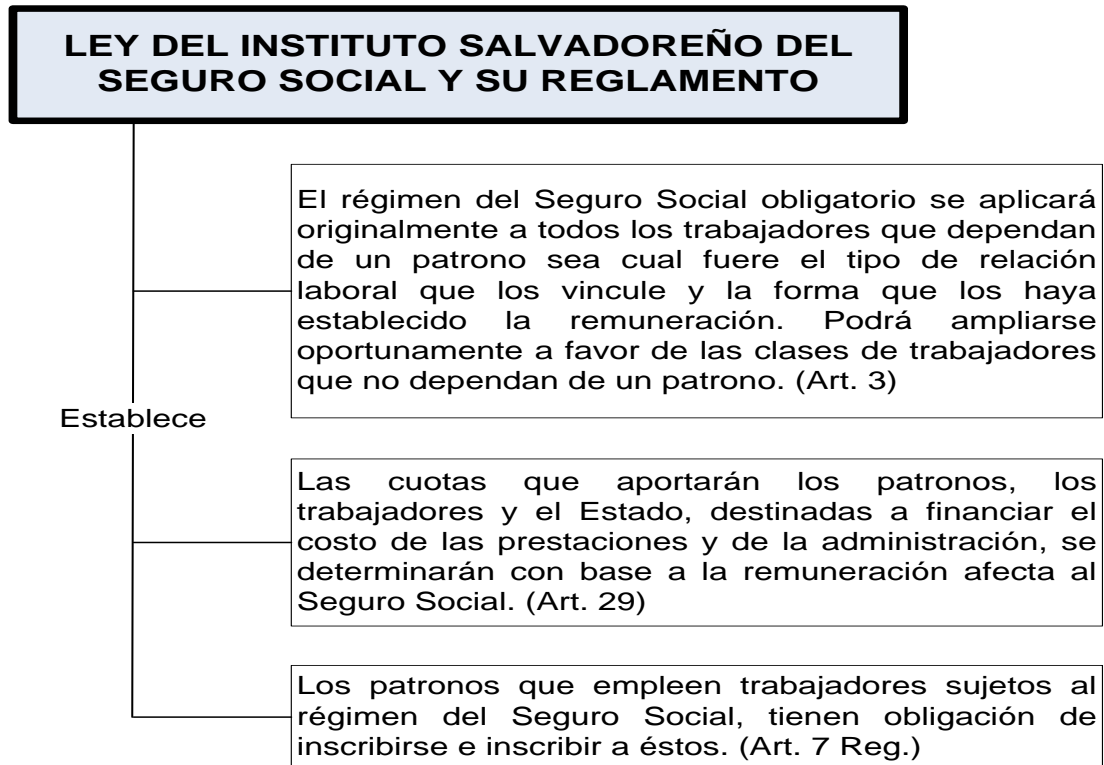 LEY DEL INSTITUTO SALVADOREÑO DEL
SEGURO SOCIAL Y SU REGLAMENTO
El régimen del Seguro Social obligatorio se aplicará
originalmente a todos los trabajadores que dependan
de un patrono sea cual fuere el tipo de relación
laboral que los vincule y la forma que los haya
establecido la remuneración. Podrá ampliarse
oportunamente a favor de las clases de trabajadores
que no dependan de un patrono. (Art. 3)
Establece
Las cuotas que aportarán los patronos, los
trabajadores y el Estado, destinadas a financiar el
costo de las prestaciones y de la administración, se
determinarán con base a la remuneración afecta al
Seguro Social. (Art. 29)
Los patronos que empleen trabajadores sujetos al
régimen del Seguro Social, tienen obligación de
inscribirse e inscribir a éstos. (Art. 7 Reg.)